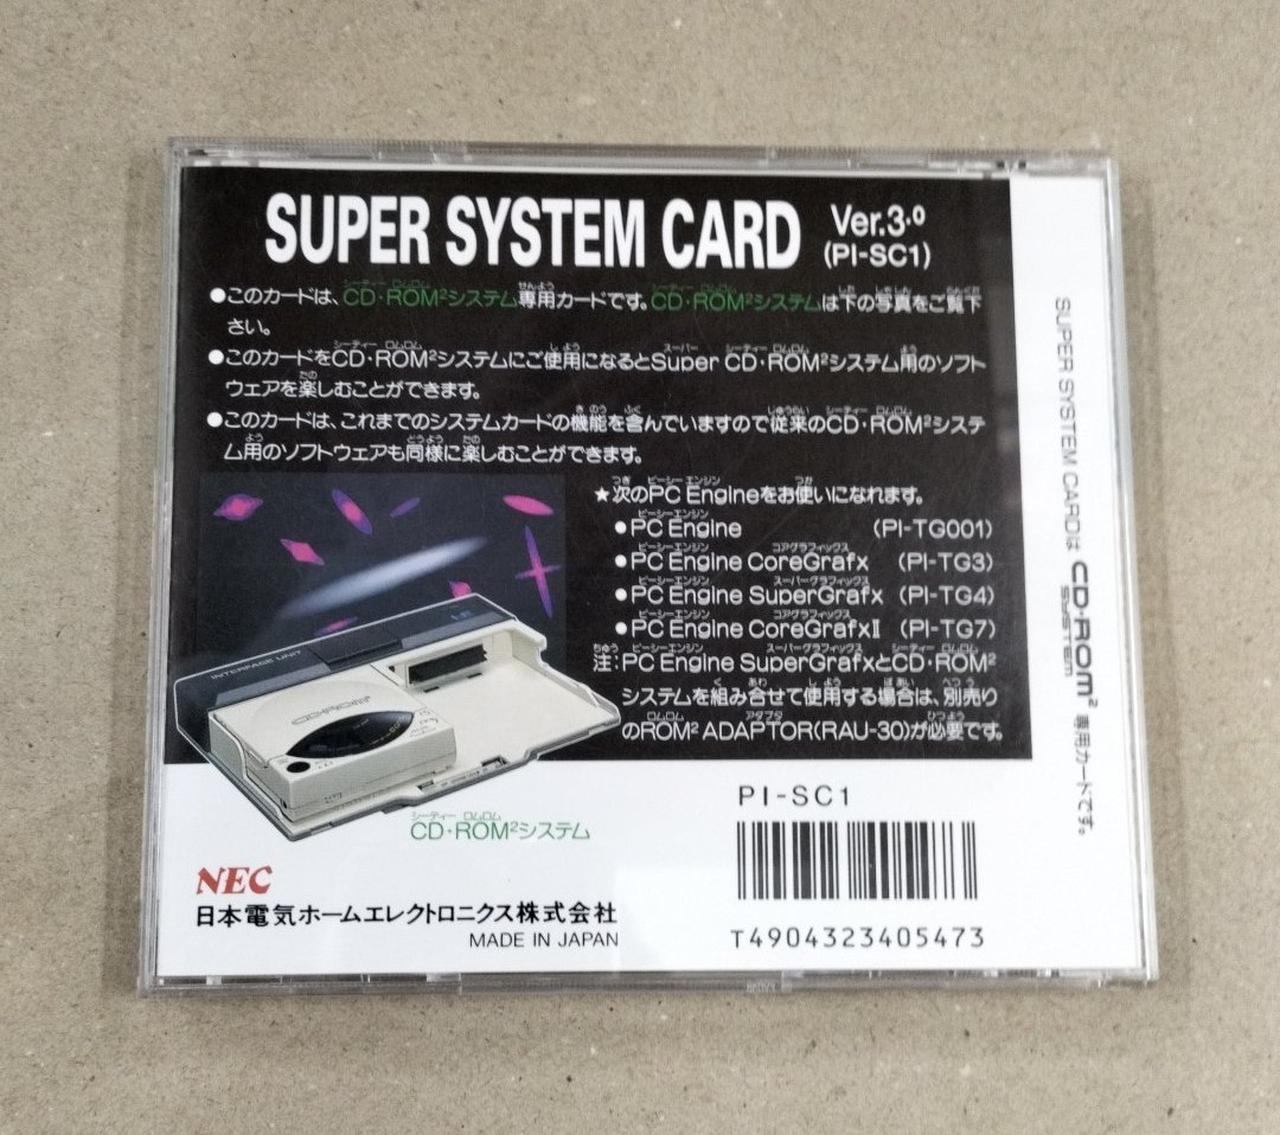 SUPER SYSTEM CARD Ver.3.0
(PI-SC1)
●このカードは、CD・ROM²システム専用カードです。CD・ROM²システムは下の写真をご覧下
さい。
●このカードをCD・ROM²システムにご使用になるとSuper CD・ROM²システム用のソフト
ウェアを楽しむことができます。
●このカードは、これまでのシステムカードの機能を含んでいますので従来のCD・ROM²システ
ム用のソフトウェアも同様に楽しむことができます。
★次のPC Engineをお使いになれます。
●PC Engine (PI-TG001)
●PC Engine CoreGrafx (PI-TG3)
●PC Engine SuperGrafx (PI-TG4)
●PC Engine CoreGrafxⅡ (PI-TG7)
注:PC Engine SuperGrafxとCD・ROM²
システムを組み合せて使用する場合は、別売り
のROM² ADAPTOR(RAU-30)が必要です。
INTERFACE UNIT
CD-ROM²
CD・ROM²システム
PI-SC1
T4904323405473
NEC
日本電気ホームエレクトロニクス株式会社
MADE IN JAPAN
SUPER SYSTEM CARDは CD-ROM² SYSTEM 専用カードです。